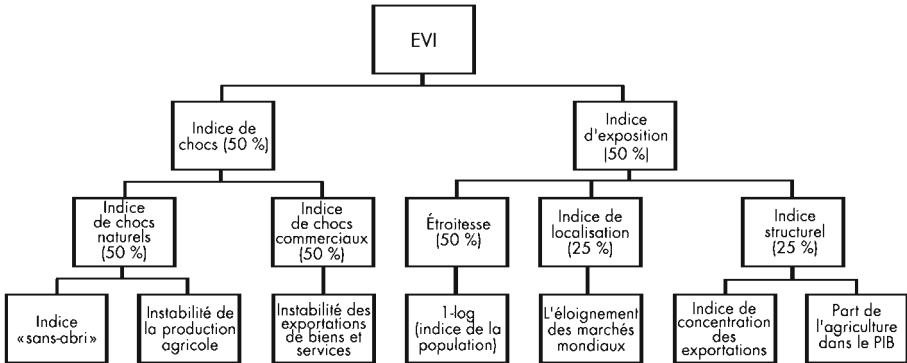 EVI
Indice de
chocs (50 %)
Indice
d'exposition
|50 %|
Indice
de chocs
naturels
(50 %)
Indice
de chocs
commerciaux
(50 %)
Étroitesse
(50 %)
Indice de
localisation
(25 %)
Indice
structurel
(25 %)
Indice
«sans-abri»
Instabilité de
la production
agricole
Instabilité des
exportations
de biens et
services
1-log
(indice de la
population)
L'éloignement
des marchés
mondiaux
Indice de
concentration
des
exportations
Part de
l'agriculture
dans le PIB